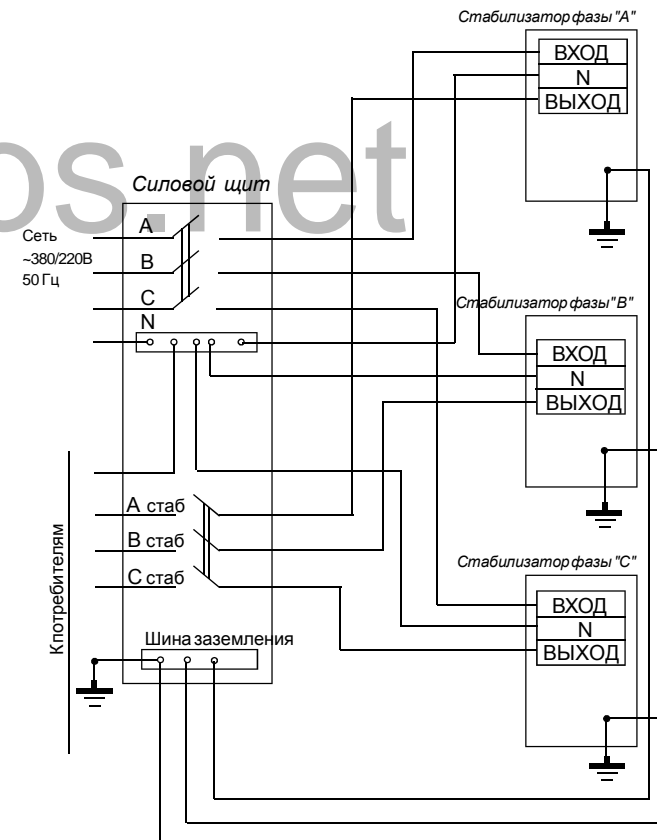 Стабилизатор фазы "А"
ВХОД
N
ВЫХОД
os.net
Силовой щит
Сеть
~380/220В
50 Гц
А
В
С
N
Стабилизатор фазы "В"
ВХОД
N
ВЫХОД
К потребителям
А стаб
В стаб
С стаб
Стабилизатор фазы "С"
ВХОД
N
ВЫХОД
Шина заземления